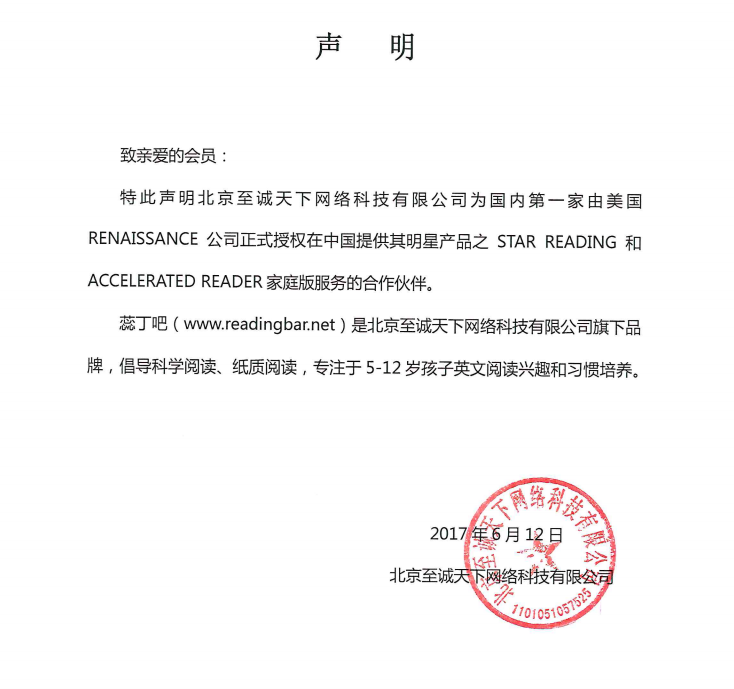 声 明
致亲爱的会员：
特此声明北京至诚天下网络科技有限公司为国内第一家由美国
RENAISSANCE 公司正式授权在中国提供其明星产品之 STAR READING 和
ACCELERATED READER 家庭版服务的合作伙伴。
蕊丁吧（www.readingbar.net）是北京至诚天下网络科技有限公司旗下品
牌，倡导科学阅读、纸质阅读，专注于 5-12 岁孩子英文阅读兴趣和习惯培养。
2017 年 6 月 12 日
北京至诚天下网络科技有限公司
北京至诚天下网络科技有限公司
1101051057525